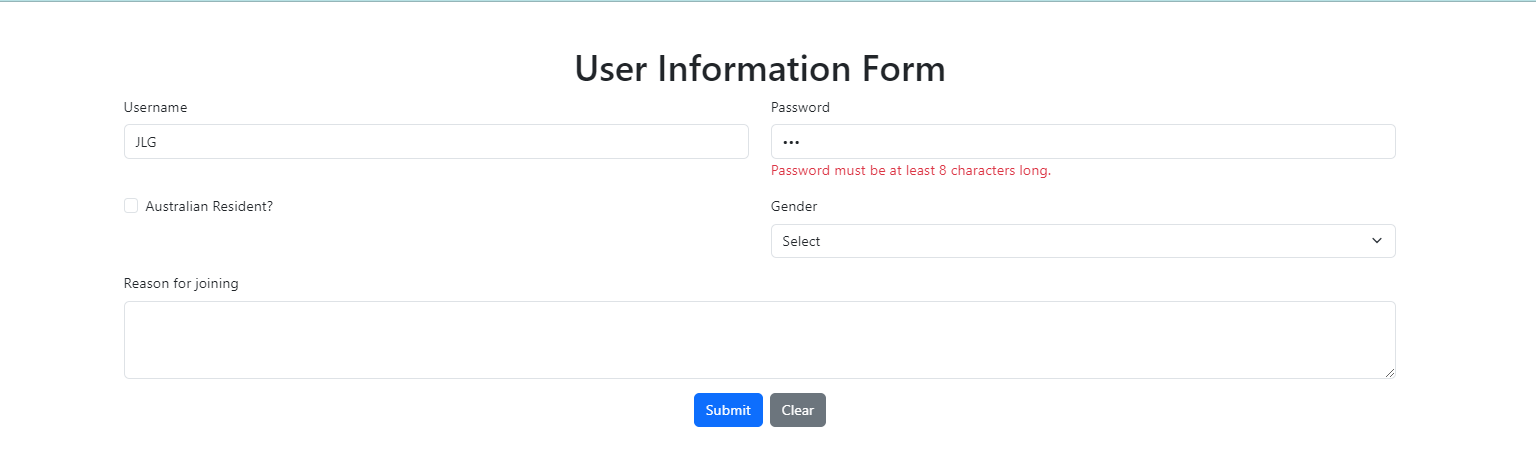 User Information Form
Username
Password
JLG
•••
Password must be at least 8 characters long.
Australian Resident?
Gender
Select
Reason for joining
Submit
Clear